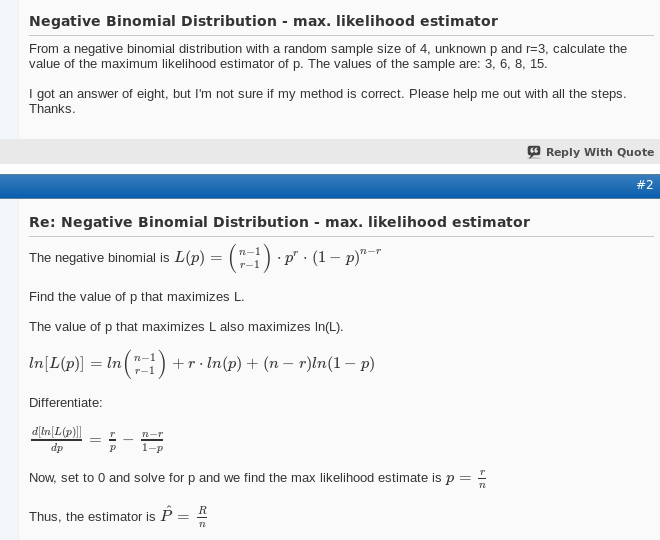 Negative Binomial Distribution - max. likelihood estimator
From a negative binomial distribution with a random sample size of 4, unknown p and r=3, calculate the
value of the maximum likelihood estimator of p. The values of the sample are: 3, 6, 8, 15.
I got an answer of eight, but I'm not sure if my method is correct. Please help me out with all the steps.
Thanks.
Reply With Quote
#2
Re: Negative Binomial Distribution - max. likelihood estimator
The negative binomial is $L(p) = \binom{n-1}{r-1} \cdot p^r \cdot (1-p)^{n-r}$
Find the value of p that maximizes L.
The value of p that maximizes L also maximizes ln(L).
$ln[L(p)] = ln\binom{n-1}{r-1} + r \cdot ln(p) + (n-r)ln(1-p)$
Differentiate:
$\frac{d[ln[L(p)]]}{dp} = \frac{r}{p} - \frac{n-r}{1-p}$
Now, set to 0 and solve for p and we find the max likelihood estimate is $p = \frac{r}{n}$
Thus, the estimator is $\hat{P} = \frac{R}{n}$